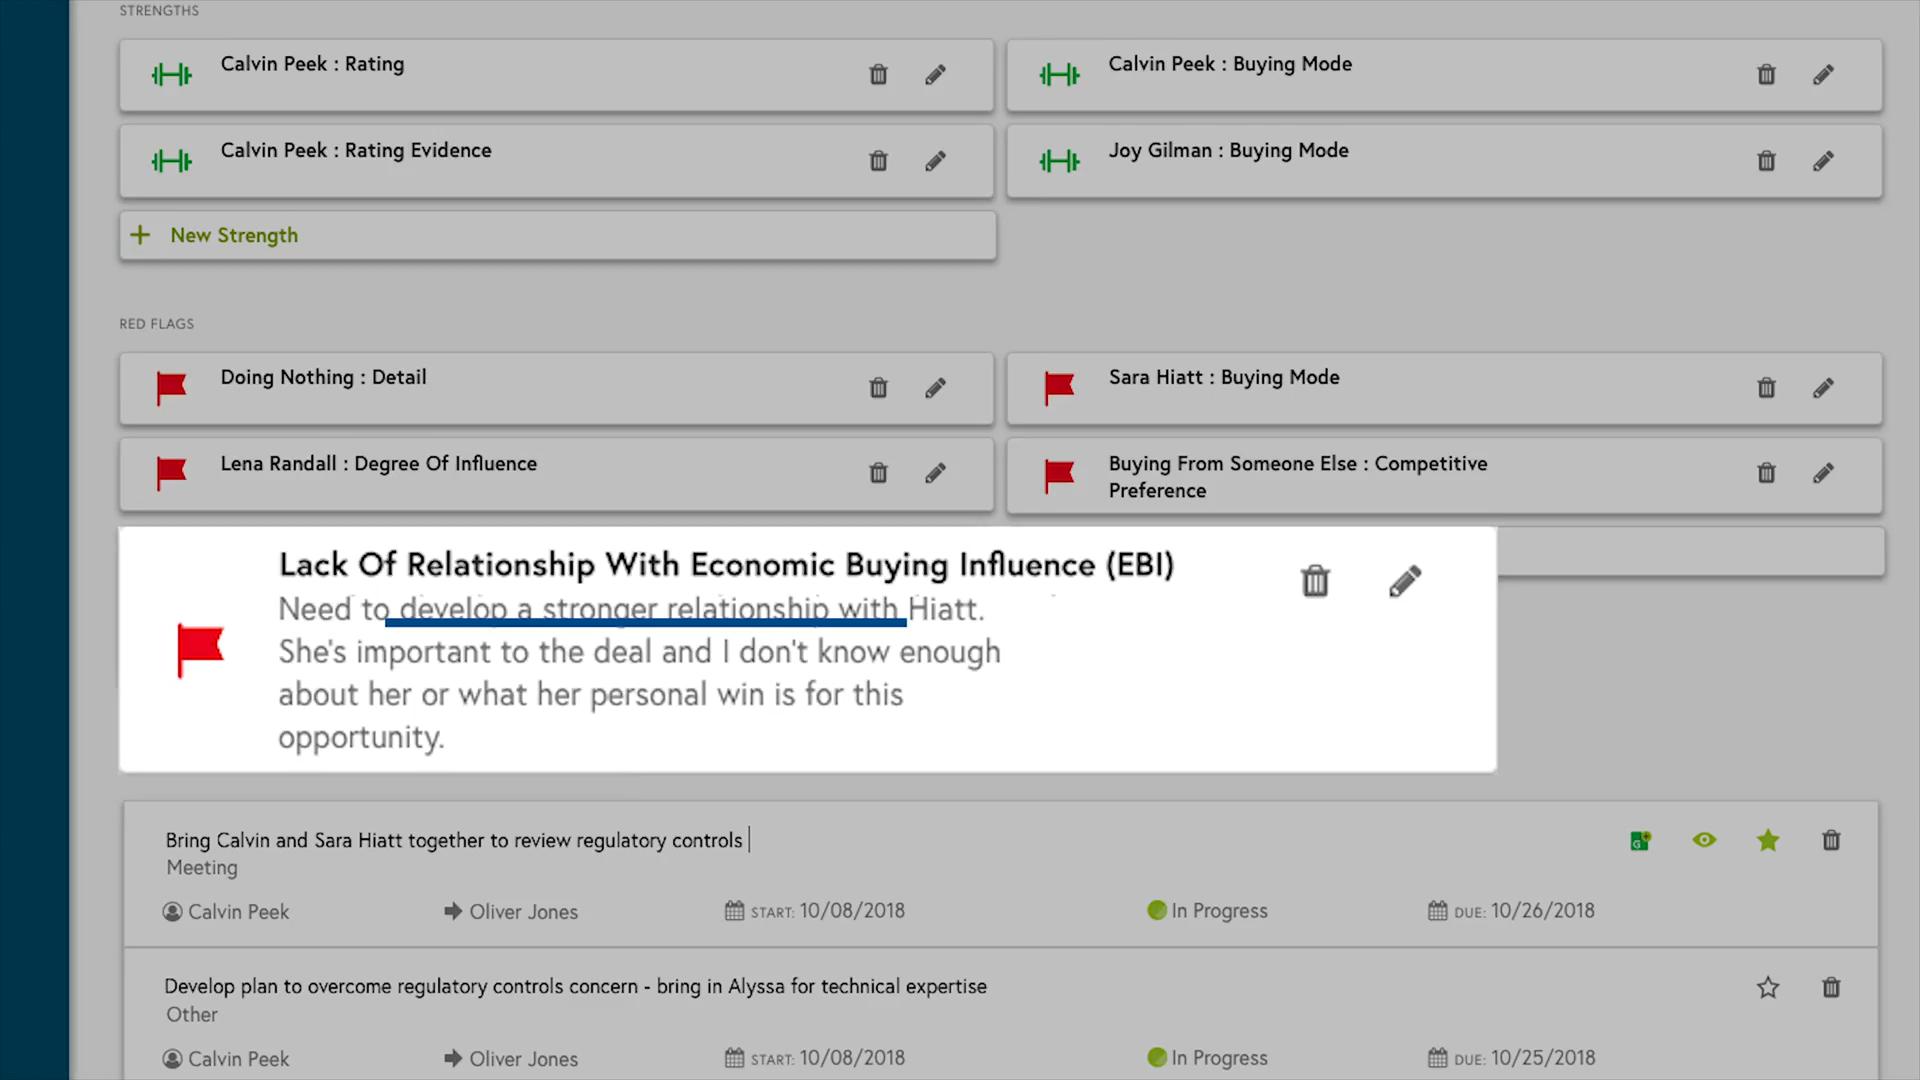 STRENGTHS
Calvin Peek : Rating
Calvin Peek : Buying Mode
Calvin Peek : Rating Evidence
Joy Gilman : Buying Mode
New Strength
RED FLAGS
Doing Nothing : Detail
Sara Hiatt : Buying Mode
Lena Randall : Degree Of Influence
Buying From Someone Else : Competitive
Preference
Lack Of Relationship With Economic Buying Influence (EBI)
Need to develop a stronger relationship with Hiatt.
She's important to the deal and I don't know enough
about her or what her personal win is for this
opportunity.
Bring Calvin and Sara Hiatt together to review regulatory controls
Meeting
Calvin Peek Oliver Jones START: 10/08/2018 In Progress DUE: 10/26/2018
Develop plan to overcome regulatory controls concern - bring in Alyssa for technical expertise
Other
Calvin Peek Oliver Jones START: 10/08/2018 In Progress DUE: 10/25/2018